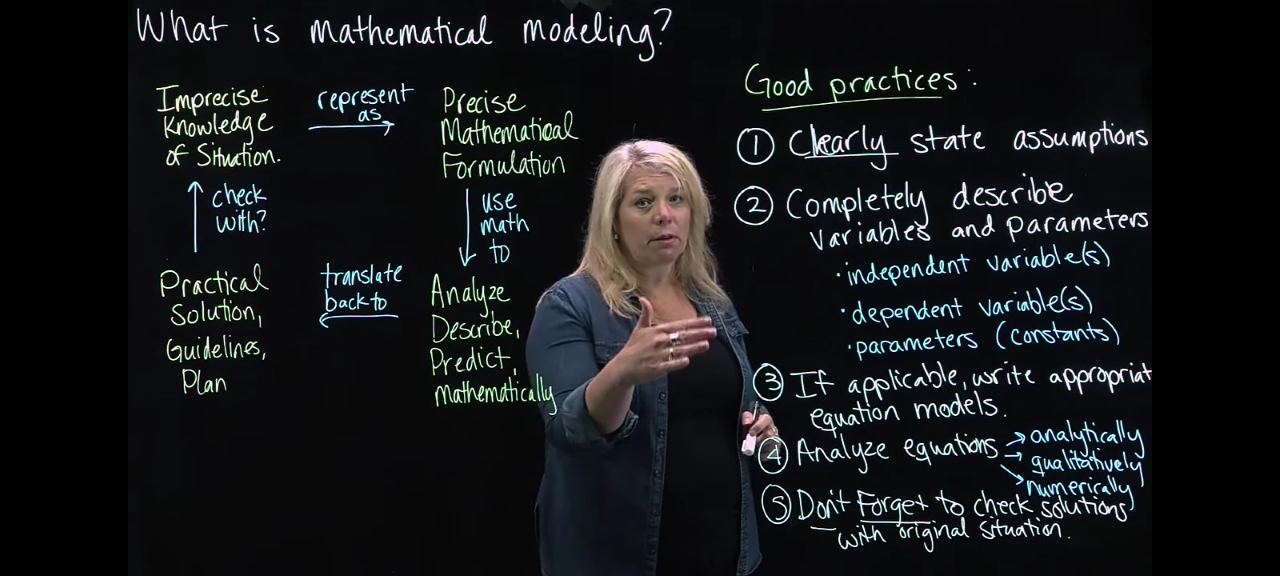 What is mathematical modeling?
Imprecise
Knowledge
of Situation.
represent
as
Precise
Mathematical
Formulation
check
with?
use
math
to
Practical
Solution,
Guidelines,
Plan
translate
back to
Analyze
Describe,
Predict,
mathematically
Good practices:
1 Clearly state assumptions
2 Completely describe
variables and parameters
· independent variable(s)
· dependent variable(s)
· parameters (constants)
3 If applicable, write appropriat
equation models.
4 Analyze equations → analytically
→ qualitatively
→ numerically
5 Don't Forget to check solutions
with original situation.